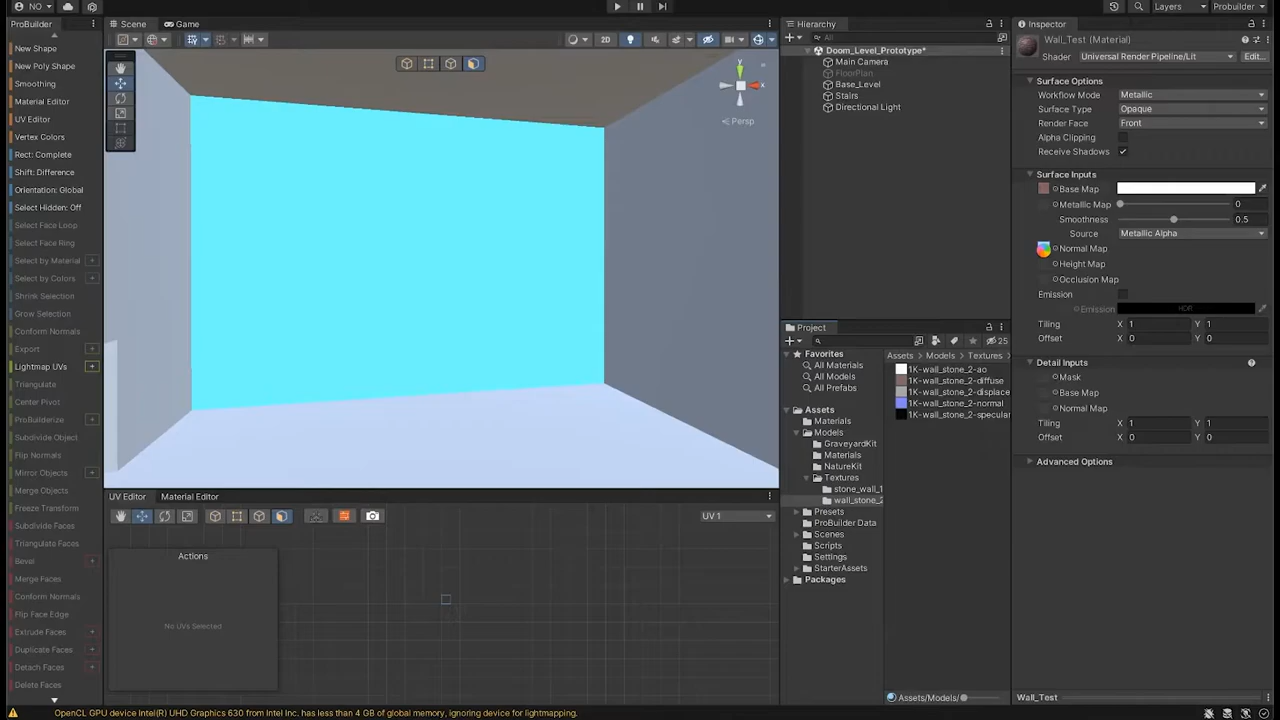 NO
Layers
Probuilder
ProBuilder
New Shape
New Poly Shape
Smoothing
Material Editor
UV Editor
Vertex Colors
Rect: Complete
Shift: Difference
Orientation: Global
Select Hidden: Off
Select Face Loop
Select Face Ring
Select by Material
Select by Colors
Shrink Selection
Grow Selection
Conform Normals
Export
Lightmap UVs
Triangulate
Center Pivot
ProBuilderize
Subdivide Object
Flip Normals
Mirror Objects
Merge Objects
Freeze Transform
Subdivide Faces
Triangulate Faces
Bevel
Merge Faces
Conform Normals
Flip Face Edge
Extrude Faces
Duplicate Faces
Detach Faces
Delete Faces
Scene
Game
2D
y
x
Persp
UV Editor
Material Editor
UV 1
Actions
No UVs Selected
Hierarchy
All
Doom_Level_Prototype*
Main Camera
FloorPlan
Base_Level
Stairs
Directional Light
Project
25
Favorites
All Materials
All Models
All Prefabs
Assets
Materials
Models
GraveyardKit
Materials
NatureKit
Textures
stone_wall_1
wall_stone_2
Presets
ProBuilder Data
Scenes
Scripts
Settings
StarterAssets
Packages
Assets
Models
Textures
1K-wall_stone_2-ao
1K-wall_stone_2-diffuse
1K-wall_stone_2-displace
1K-wall_stone_2-normal
1K-wall_stone_2-specular
Assets/Models/
Inspector
Wall_Test (Material)
Shader
Universal Render Pipeline/Lit
Edit...
Surface Options
Workflow Mode
Metallic
Surface Type
Opaque
Render Face
Front
Alpha Clipping
Receive Shadows
Surface Inputs
Base Map
Metallic Map
0
Smoothness
0.5
Source
Metallic Alpha
Normal Map
Height Map
Occlusion Map
Emission
Emission
HDR
Tiling
X 1
Y 1
Offset
X 0
Y 0
Detail Inputs
Mask
Base Map
Normal Map
Tiling
X 1
Y 1
Offset
X 0
Y 0
Advanced Options
Wall_Test
OpenCL GPU device Intel(R) UHD Graphics 630 from Intel Inc. has less than 4 GB of global memory, ignoring device for lightmapping.